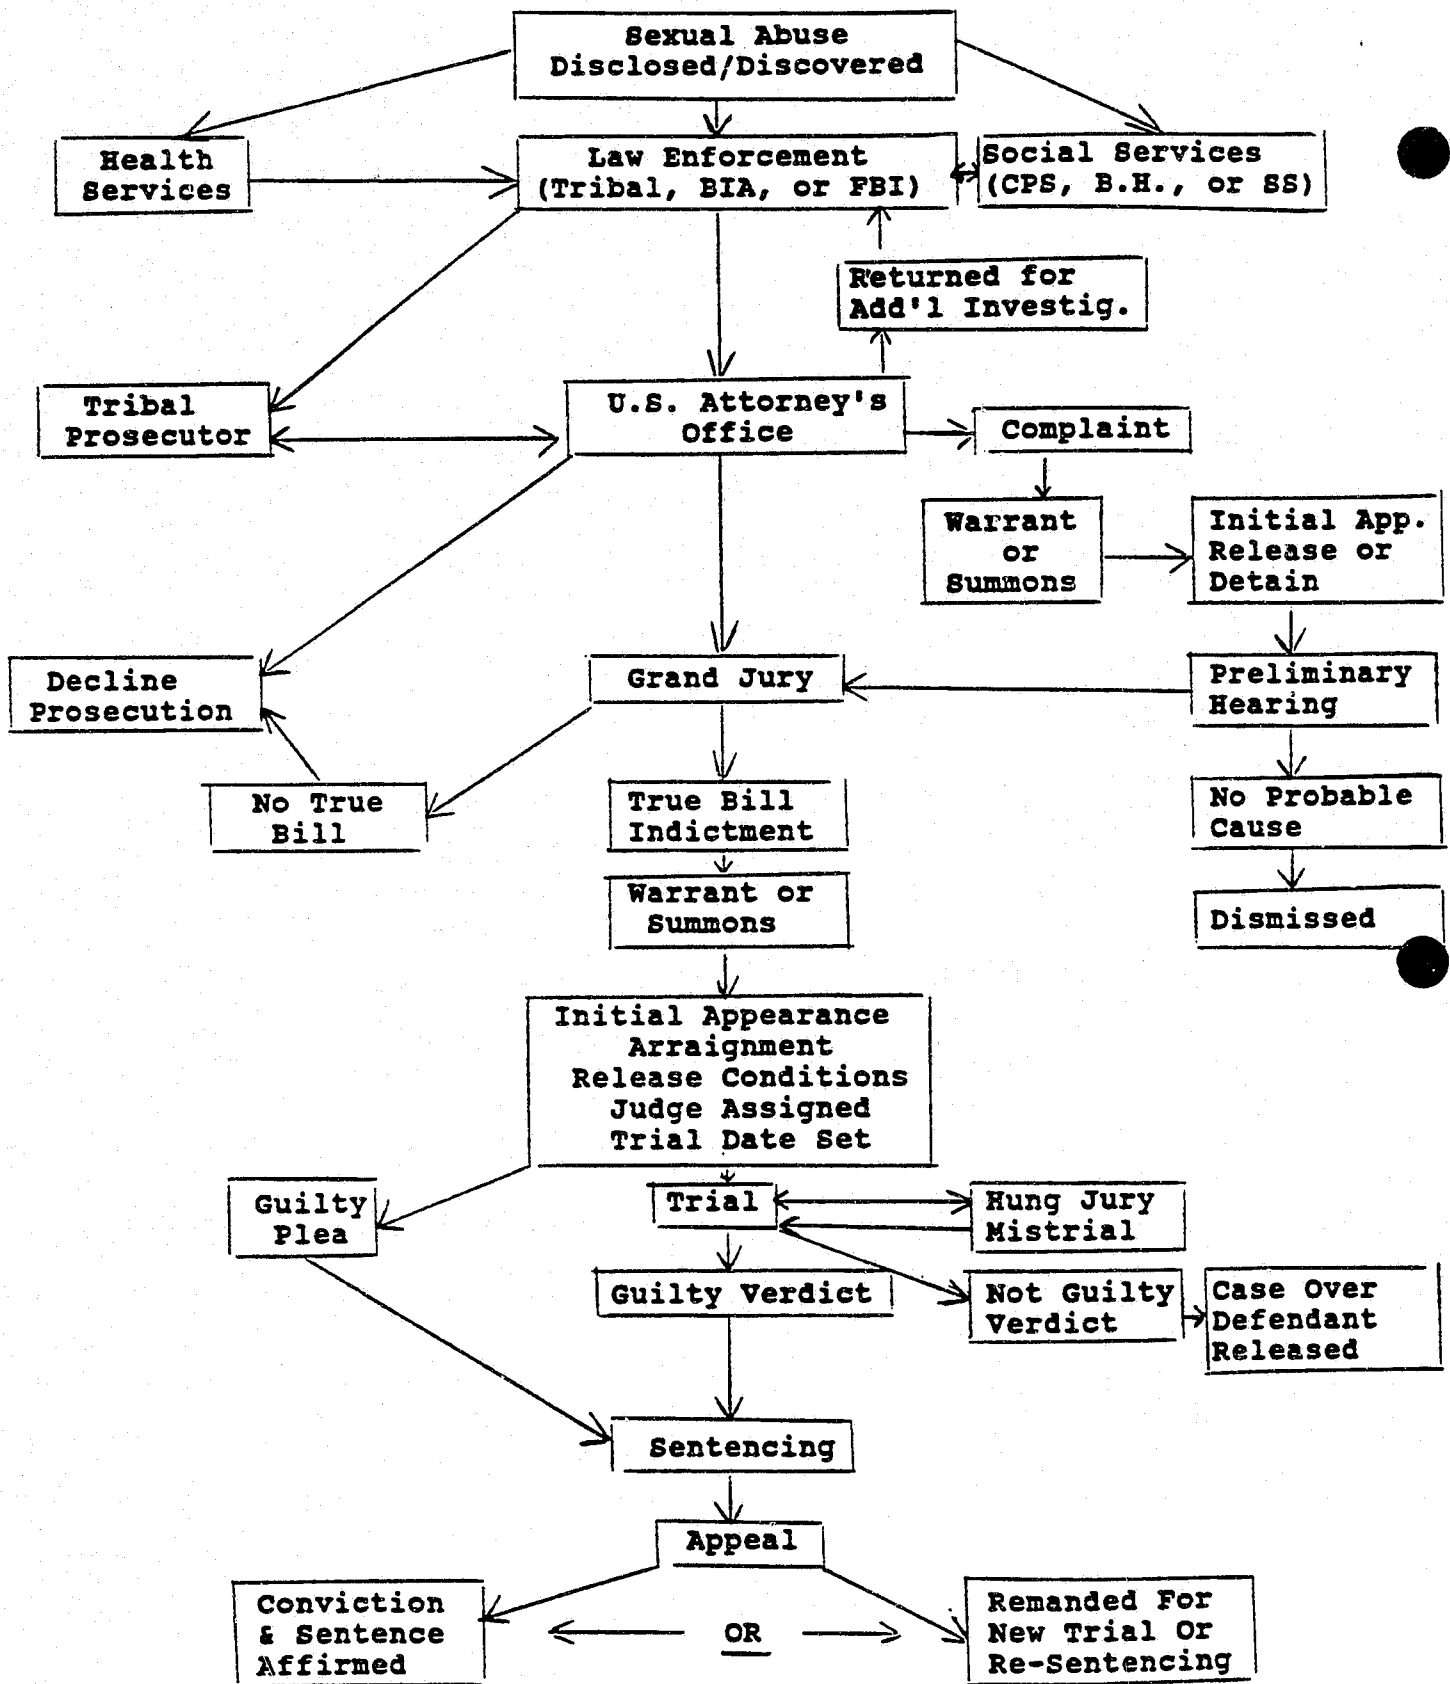 Sexual Abuse
Disclosed/Discovered
Health
Services
Law Enforcement
(Tribal, BIA, or FBI)
Social Services
(CPS, B.H., or SS)
Returned for
Add'l Investig.
Tribal
Prosecutor
U.S. Attorney's
Office
Complaint
Warrant
or
Summons
Initial App.
Release or
Detain
Decline
Prosecution
Grand Jury
Preliminary
Hearing
No True
Bill
True Bill
Indictment
No Probable
Cause
Warrant or
Summons
Dismissed
Initial Appearance
Arraignment
Release Conditions
Judge Assigned
Trial Date Set
Guilty
Plea
Trial
Hung Jury
Mistrial
Guilty Verdict
Not Guilty
Verdict
Case Over
Defendant
Released
Sentencing
Appeal
Conviction
& Sentence
Affirmed
OR
Remanded For
New Trial Or
Re-Sentencing